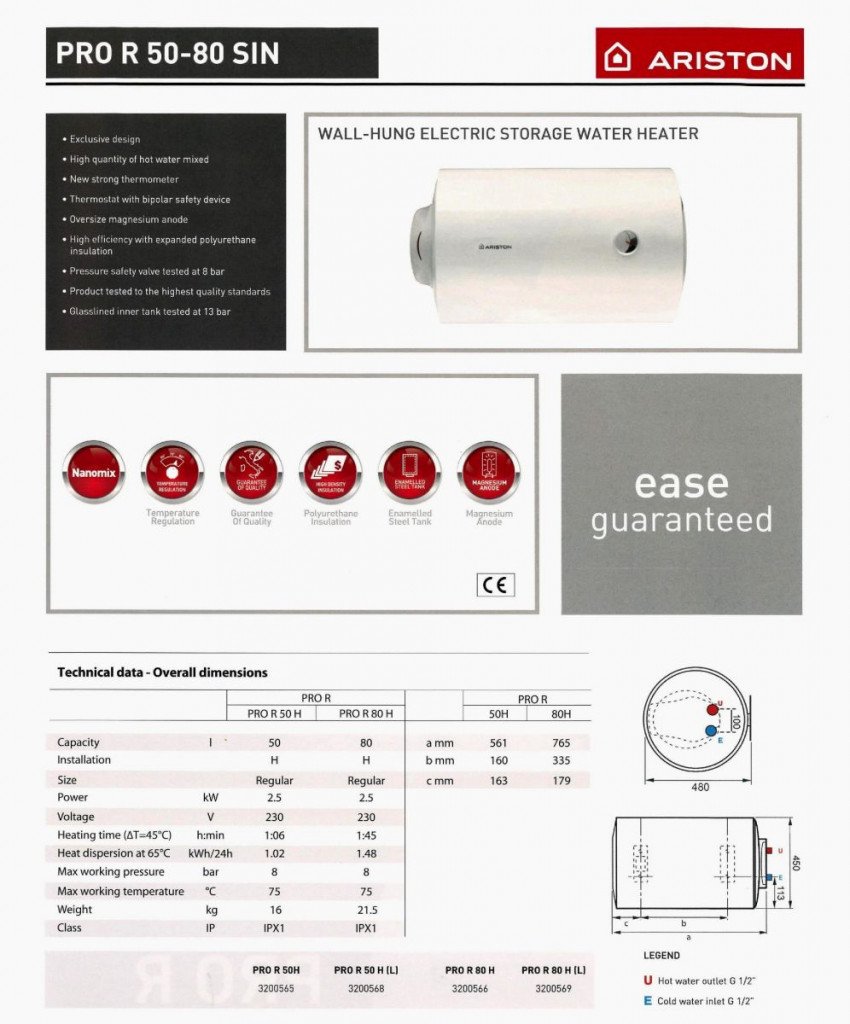 PRO R 50-80 SIN
ARISTON
• Exclusive design
• High quantity of hot water mixed
• New strong thermometer
• Thermostat with bipolar safety device
• Oversize magnesium anode
• High efficiency with expanded polyurethane
insulation
• Pressure safety valve tested at 8 bar
• Product tested to the highest quality standards
• Glasslined inner tank tested at 13 bar
WALL-HUNG ELECTRIC STORAGE WATER HEATER
ARISTON
Nanomix
TEMPERATURE
REGULATION
GUARANTEE
OF QUALITY
$
HIGH DENSITY
INSULATION
ENAMELLED
STEEL TANK
MAGNESIUM
ANODE
Temperature
Regulation
Guarantee
Of Quality
Polyurethane
Insulation
Enamelled
Steel Tank
Magnesium
Anode
CE
ease
guaranteed
Technical data - Overall dimensions
PRO R PRO R
PRO R 50 H PRO R 80 H 50H 80H
Capacity l 50 80 a mm 561 765
Installation H H b mm 160 335
Size Regular Regular c mm 163 179
Power kW 2.5 2.5
Voltage V 230 230
Heating time (ΔT=45°C) h:min 1:06 1:45
Heat dispersion at 65°C kWh/24h 1.02 1.48
Max working pressure bar 8 8
Max working temperature °C 75 75
Weight kg 16 21.5
Class IP IPX1 IPX1
PRO R 50H PRO R 50 H (L) PRO R 80 H PRO R 80 H (L)
3200565 3200568 3200566 3200569
U
100
E
480
U
450
E
113
c b
a
LEGEND
U Hot water outlet G 1/2"
E Cold water inlet G 1/2"